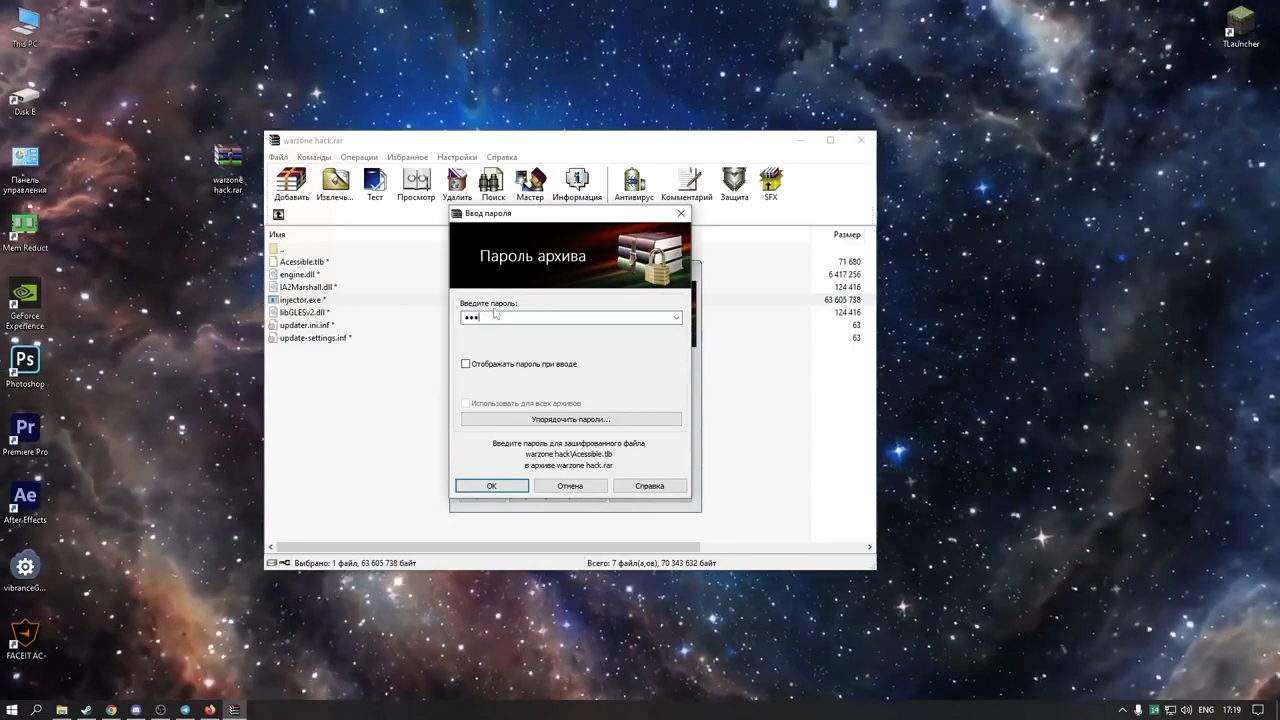 This PC
Disk E
Панель
управления
Mem Reduct
GeForce
Experience
Ps
Photoshop
Pr
Premiere Pro
Ae
After Effects
vibranceG...
FACEIT AC
warzone
hack.rar
TLauncher
warzone hack.rar
Файл Команды Операции Избранное Настройки Справка
Добавить Извлечь... Тест Просмотр Удалить Поиск Мастер Информация Антивирус Комментарий Защита SFX
Имя Размер
..
Acessible.tlb * 71 680
engine.dll * 6 417 256
IA2Marshall.dll * 124 416
injector.exe * 63 605 738
libGLESv2.dll * 124 416
updater.ini.inf * 63
update-settings.inf * 63
Ввод пароля
Пароль архива
Введите пароль:
•••
Отображать пароль при вводе
Использовать для всех архивов
Упорядочить пароли...
Введите пароль для зашифрованного файла
warzone hack\Acessible.tlb
в архиве warzone hack.rar
OK Отмена Справка
Выбрано: 1 файл, 63 605 738 байт Всего: 7 файл(а,ов), 70 343 632 байт
14 ENG 17:19